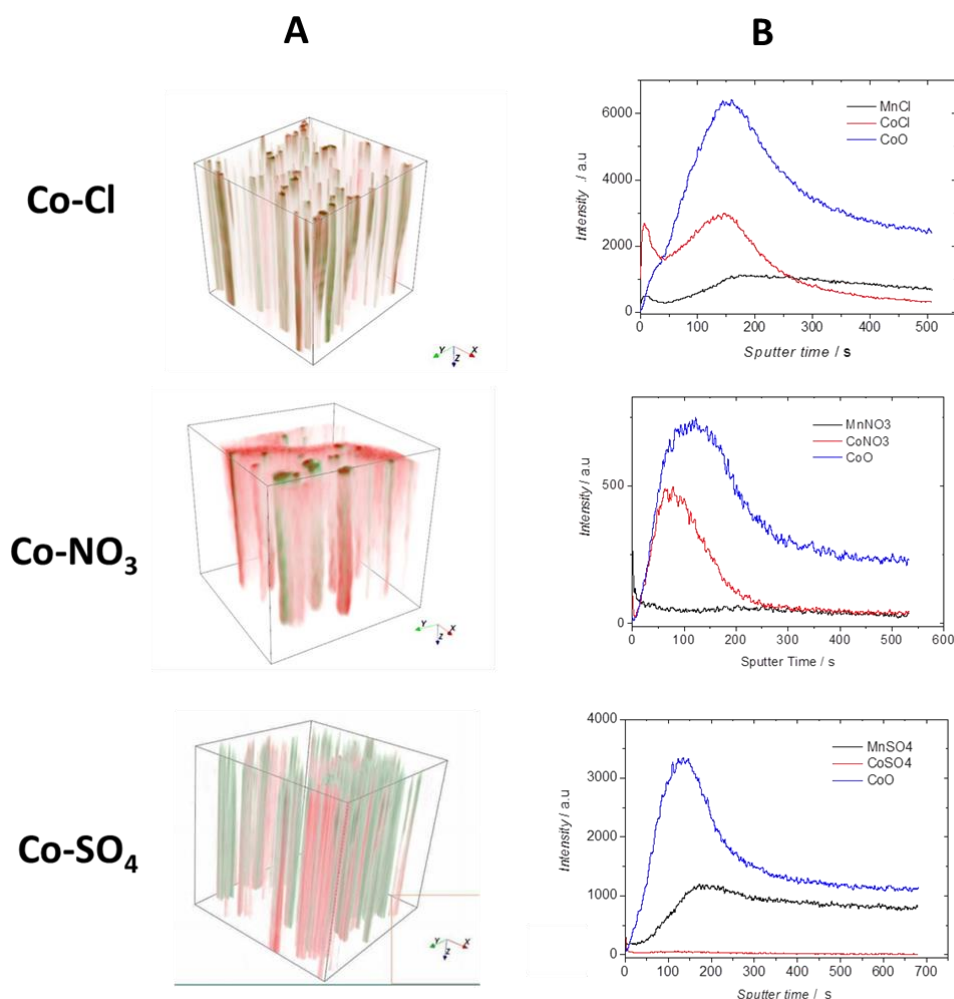 A
B
Co-Cl
Y
Z
X
6000
4000
2000
0
Intensity ./ a.u
MnCl
CoCl
CoO
0 100 200 300 400 500
Sputter time / s
Co-NO3
Y
Z
X
500
0
Intensity / a.u
MnNO3
CoNO3
CoO
0 100 200 300 400 500 600
Sputter Time / s
Co-SO4
Y
Z
X
4000
3000
2000
1000
0
Intensity / a.u
MnSO4
CoSO4
CoO
0 100 200 300 400 500 600 700
Sputter time / s